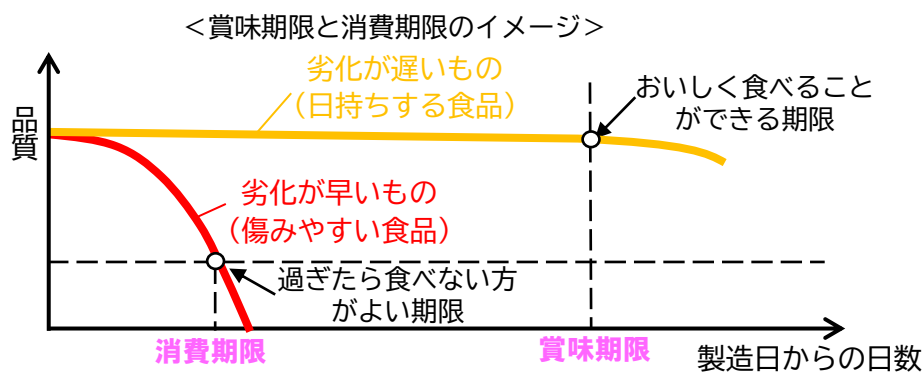 ＜賞味期限と消費期限のイメージ＞
劣化が遅いもの
（日持ちする食品）
おいしく食べること
ができる期限
品質
劣化が早いもの
（傷みやすい食品）
過ぎたら食べない方
がよい期限
消費期限
賞味期限
製造日からの日数